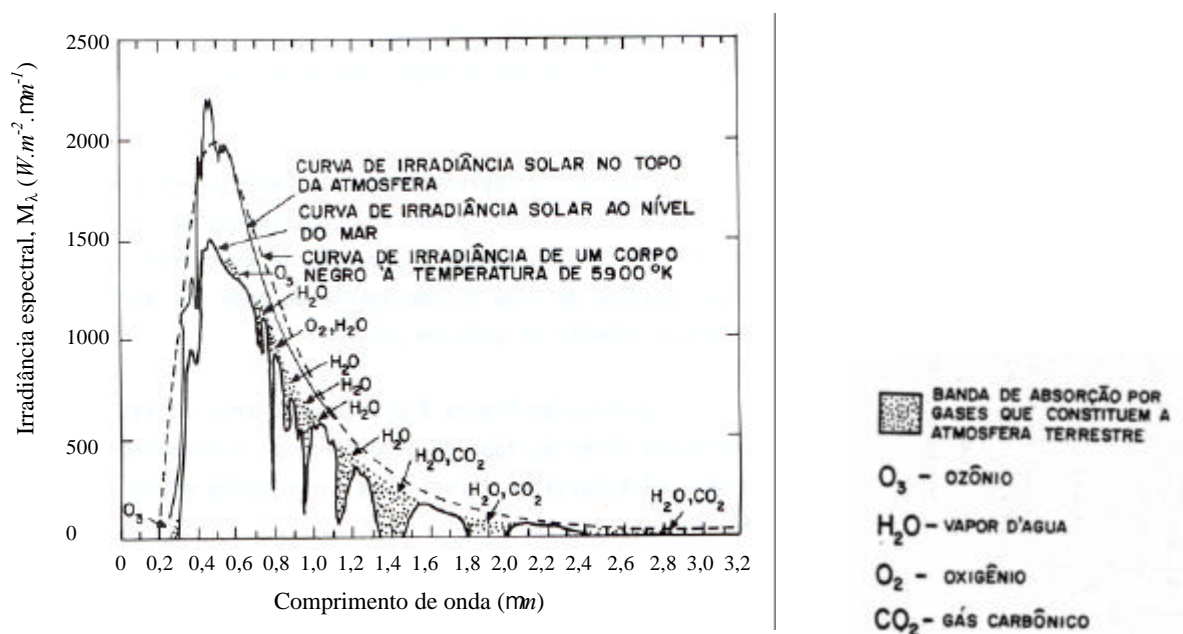 2500
2000
1500
1000
500
0
Irradiância espectral, Mλ (W.m-2.mm-1)
CURVA DE IRRADIÂNCIA SOLAR NO TOPO
DA ATMOSFERA
CURVA DE IRRADIÂNCIA SOLAR AO NÍVEL
DO MAR
CURVA DE IRRADIÂNCIA DE UM CORPO
NEGRO À TEMPERATURA DE 5900 °K
O3
H2O
O2,H2O
H2O
H2O
H2O
H2O
H2O,CO2
H2O,CO2
H2O,CO2
O3
0 0,2 0,4 0,6 0,8 1,0 1,2 1,4 1,6 1,8 2,0 2,2 2,4 2,6 2,8 3,0 3,2
Comprimento de onda (mm)
BANDA DE ABSORÇÃO POR
GASES QUE CONSTITUEM A
ATMOSFERA TERRESTRE
O3 - OZÔNIO
H2O - VAPOR D'AGUA
O2 - OXIGÊNIO
CO2 - GÁS CARBÔNICO